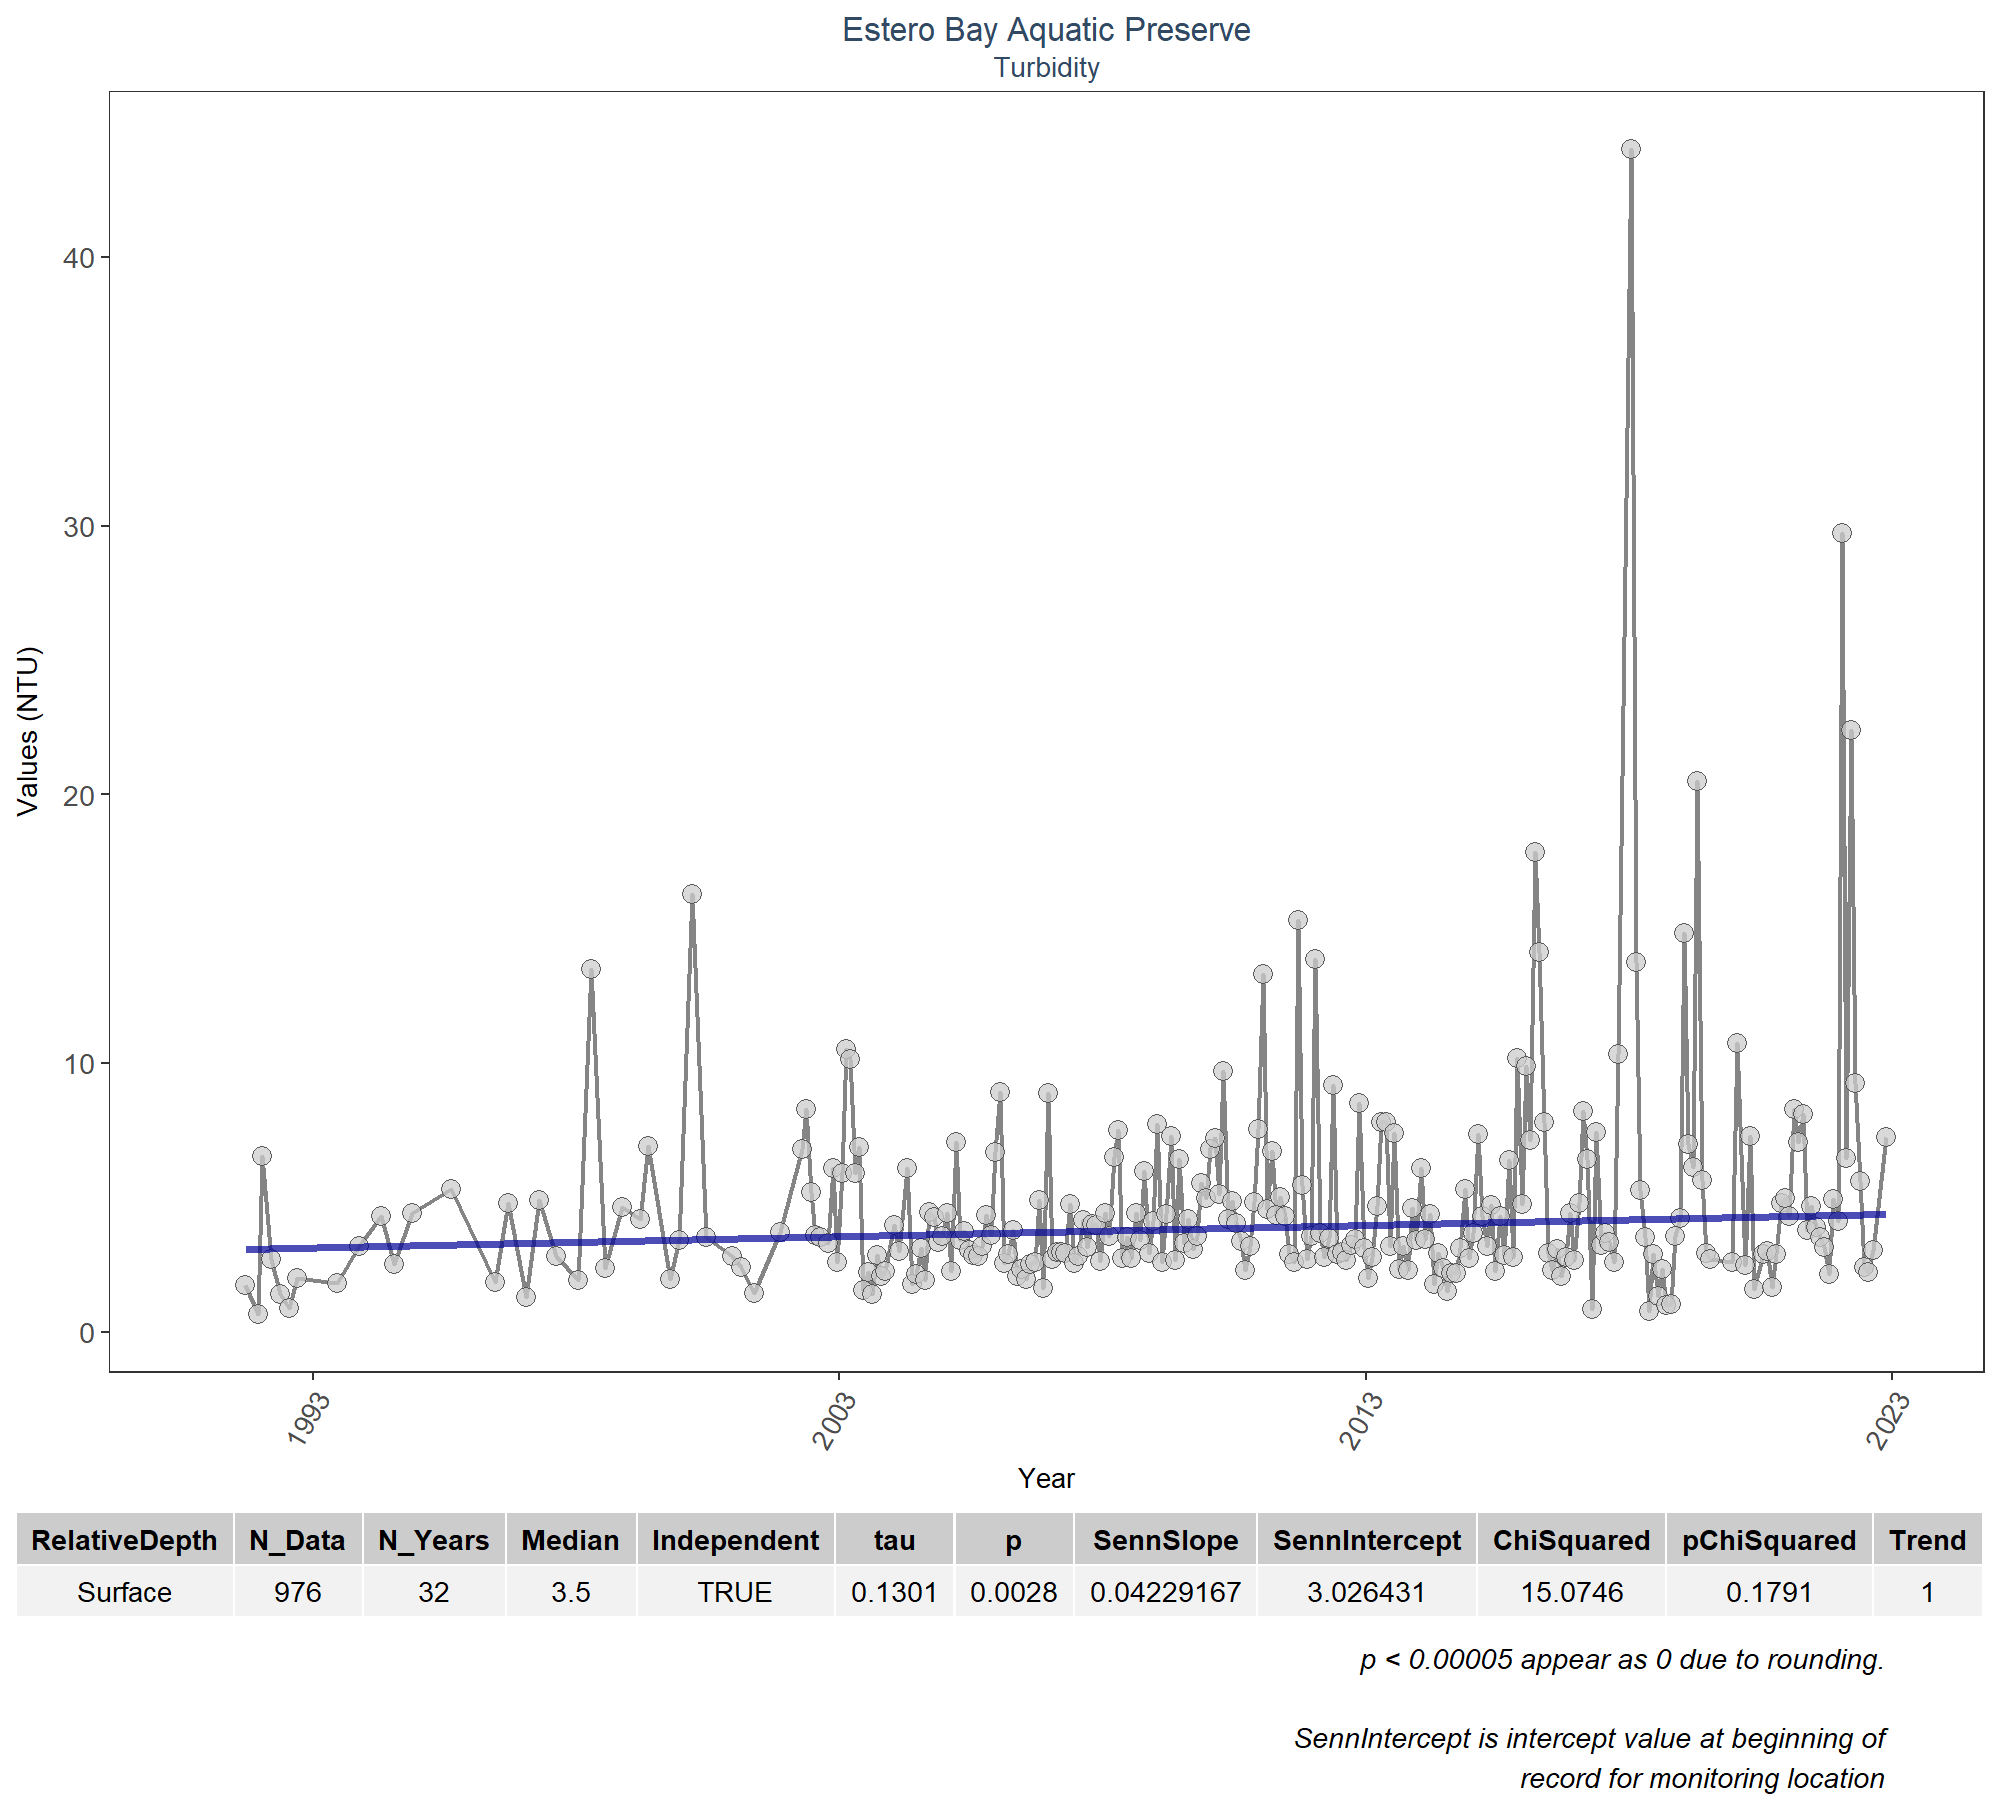 Estero Bay Aquatic Preserve
Turbidity
Values (NTU)
40
30
20
10
0
1993 2003 2013 2023
Year
RelativeDepth N_Data N_Years Median Independent tau p SennSlope SennIntercept ChiSquared pChiSquared Trend
Surface 976 32 3.5 TRUE 0.1301 0.0028 0.04229167 3.026431 15.0746 0.1791 1
p < 0.00005 appear as 0 due to rounding.
SennIntercept is intercept value at beginning of
record for monitoring location